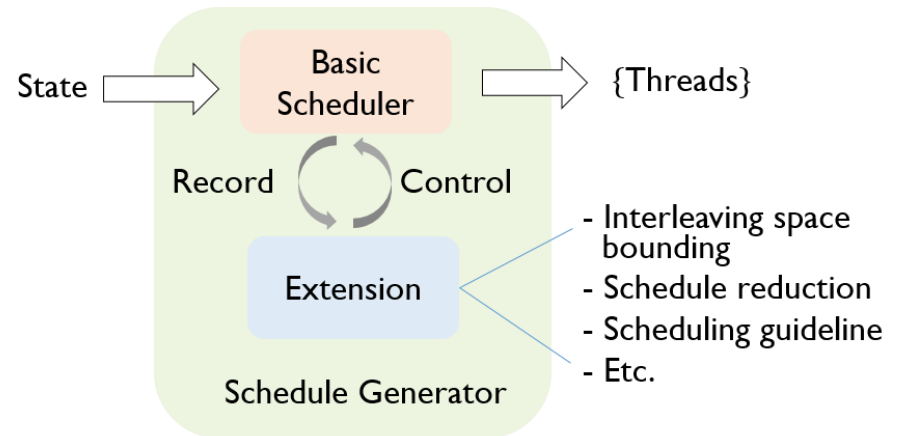 Basic
Scheduler
State
{Threads}
Record
Control
- Interleaving space
bounding
Extension
- Schedule reduction
- Scheduling guideline
- Etc.
Schedule Generator